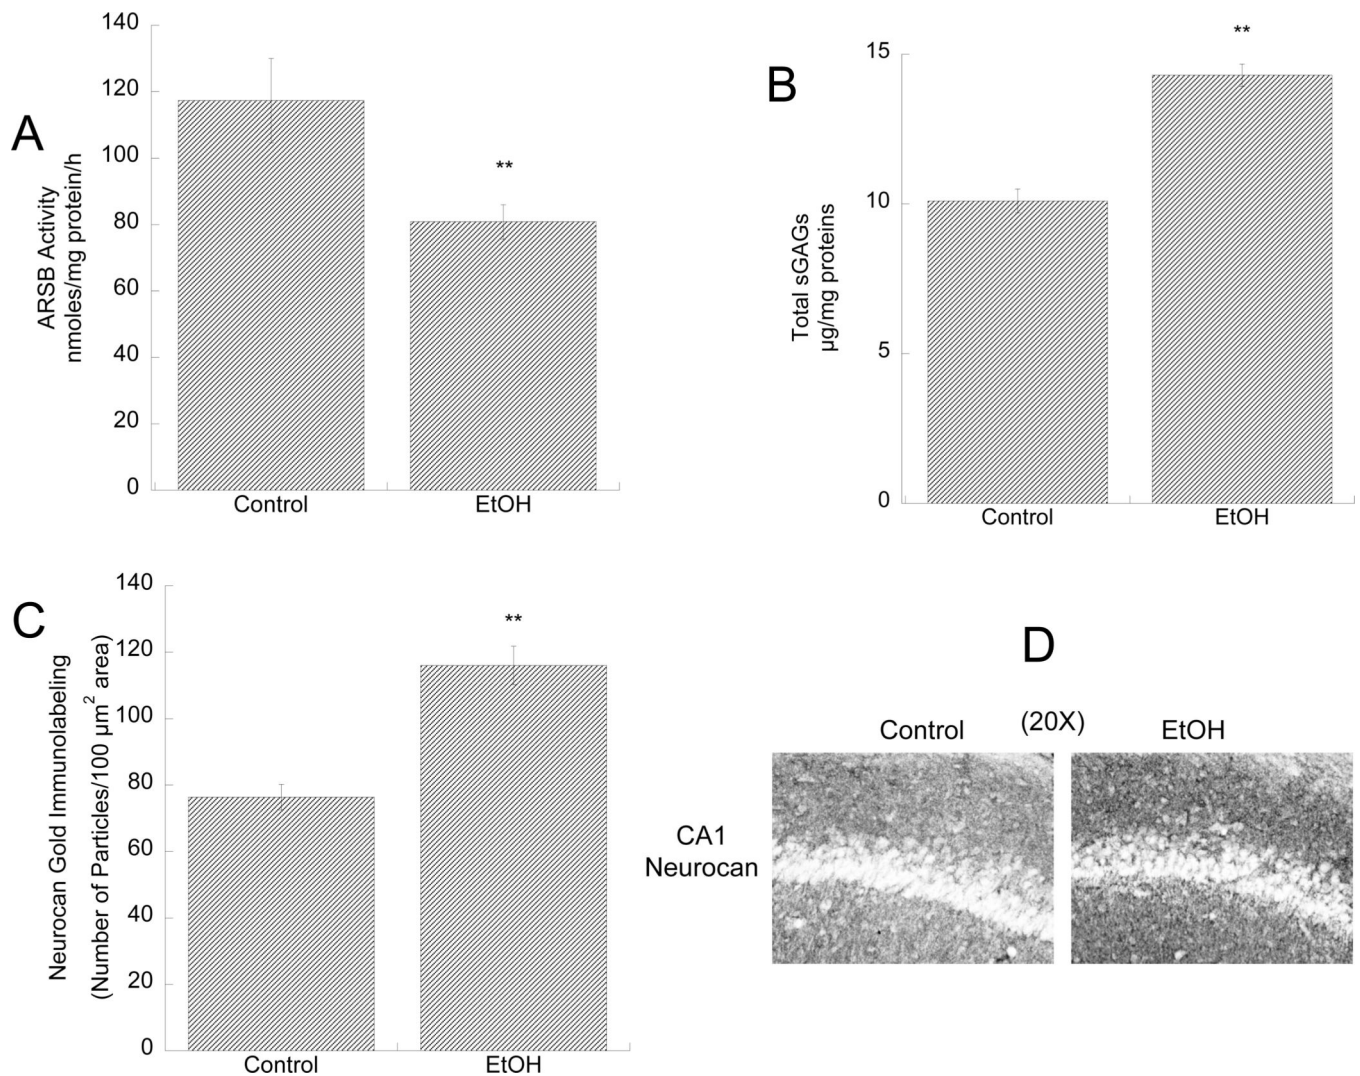 A
ARSB Activity
nmoles/mg protein/h
140
120
100
80
60
40
20
0
**
Control
EtOH
B
Total sGAGs
µg/mg proteins
15
10
5
0
**
Control
EtOH
C
Neurocan Gold Immunolabeling
(Number of Particles/100 µm² area)
140
120
100
80
60
40
20
0
**
Control
EtOH
D
(20X)
Control
EtOH
CA1
Neurocan